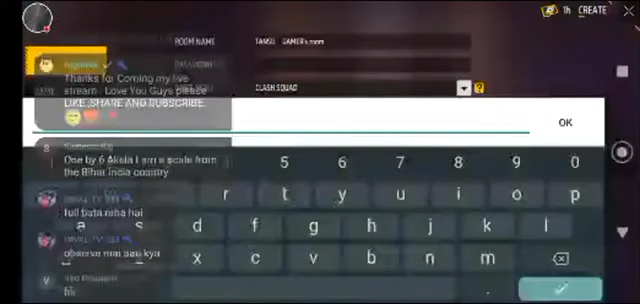 1h CREATE
ROOM NAME TANSU GAMER's room
CLASH SQUAD
Thanks for Coming my live
stream Love You Guys please
LIKE ,SHARE AND SUBSCRIBE.
OK
One by 6 Akela I am a scale from
the Bihar india country
full bata raha hai
observe mai aau kya
hi
5 6 7 8 9 0
r t y u i o p
a s d f g h j k l
x c v b n m
.